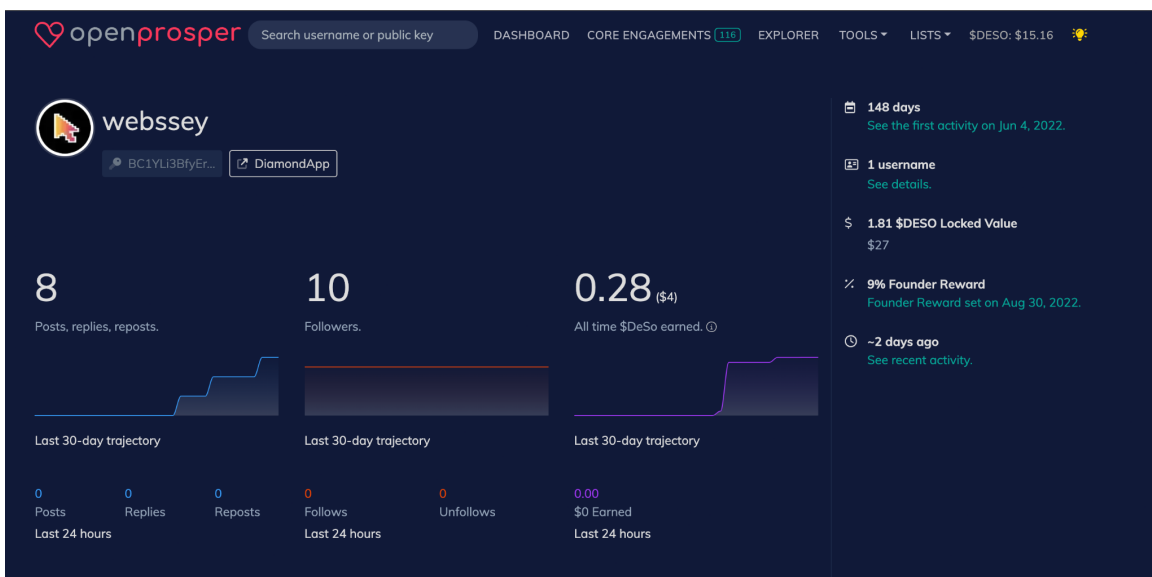 openprosper
Search username or public key
DASHBOARD CORE ENGAGEMENTS 116 EXPLORER TOOLS LISTS $DESO: $15.16
webssey
BC1YLi3BfyEr... DiamondApp
8
Posts, replies, reposts.
Last 30-day trajectory
0 0 0
Posts Replies Reposts
Last 24 hours
10
Followers.
Last 30-day trajectory
0 0
Follows Unfollows
Last 24 hours
0.28 ($4)
All time $DeSo earned.
Last 30-day trajectory
0.00
$0 Earned
Last 24 hours
148 days
See the first activity on Jun 4, 2022.
1 username
See details.
$ 1.81 $DESO Locked Value
$27
9% Founder Reward
Founder Reward set on Aug 30, 2022.
~2 days ago
See recent activity.